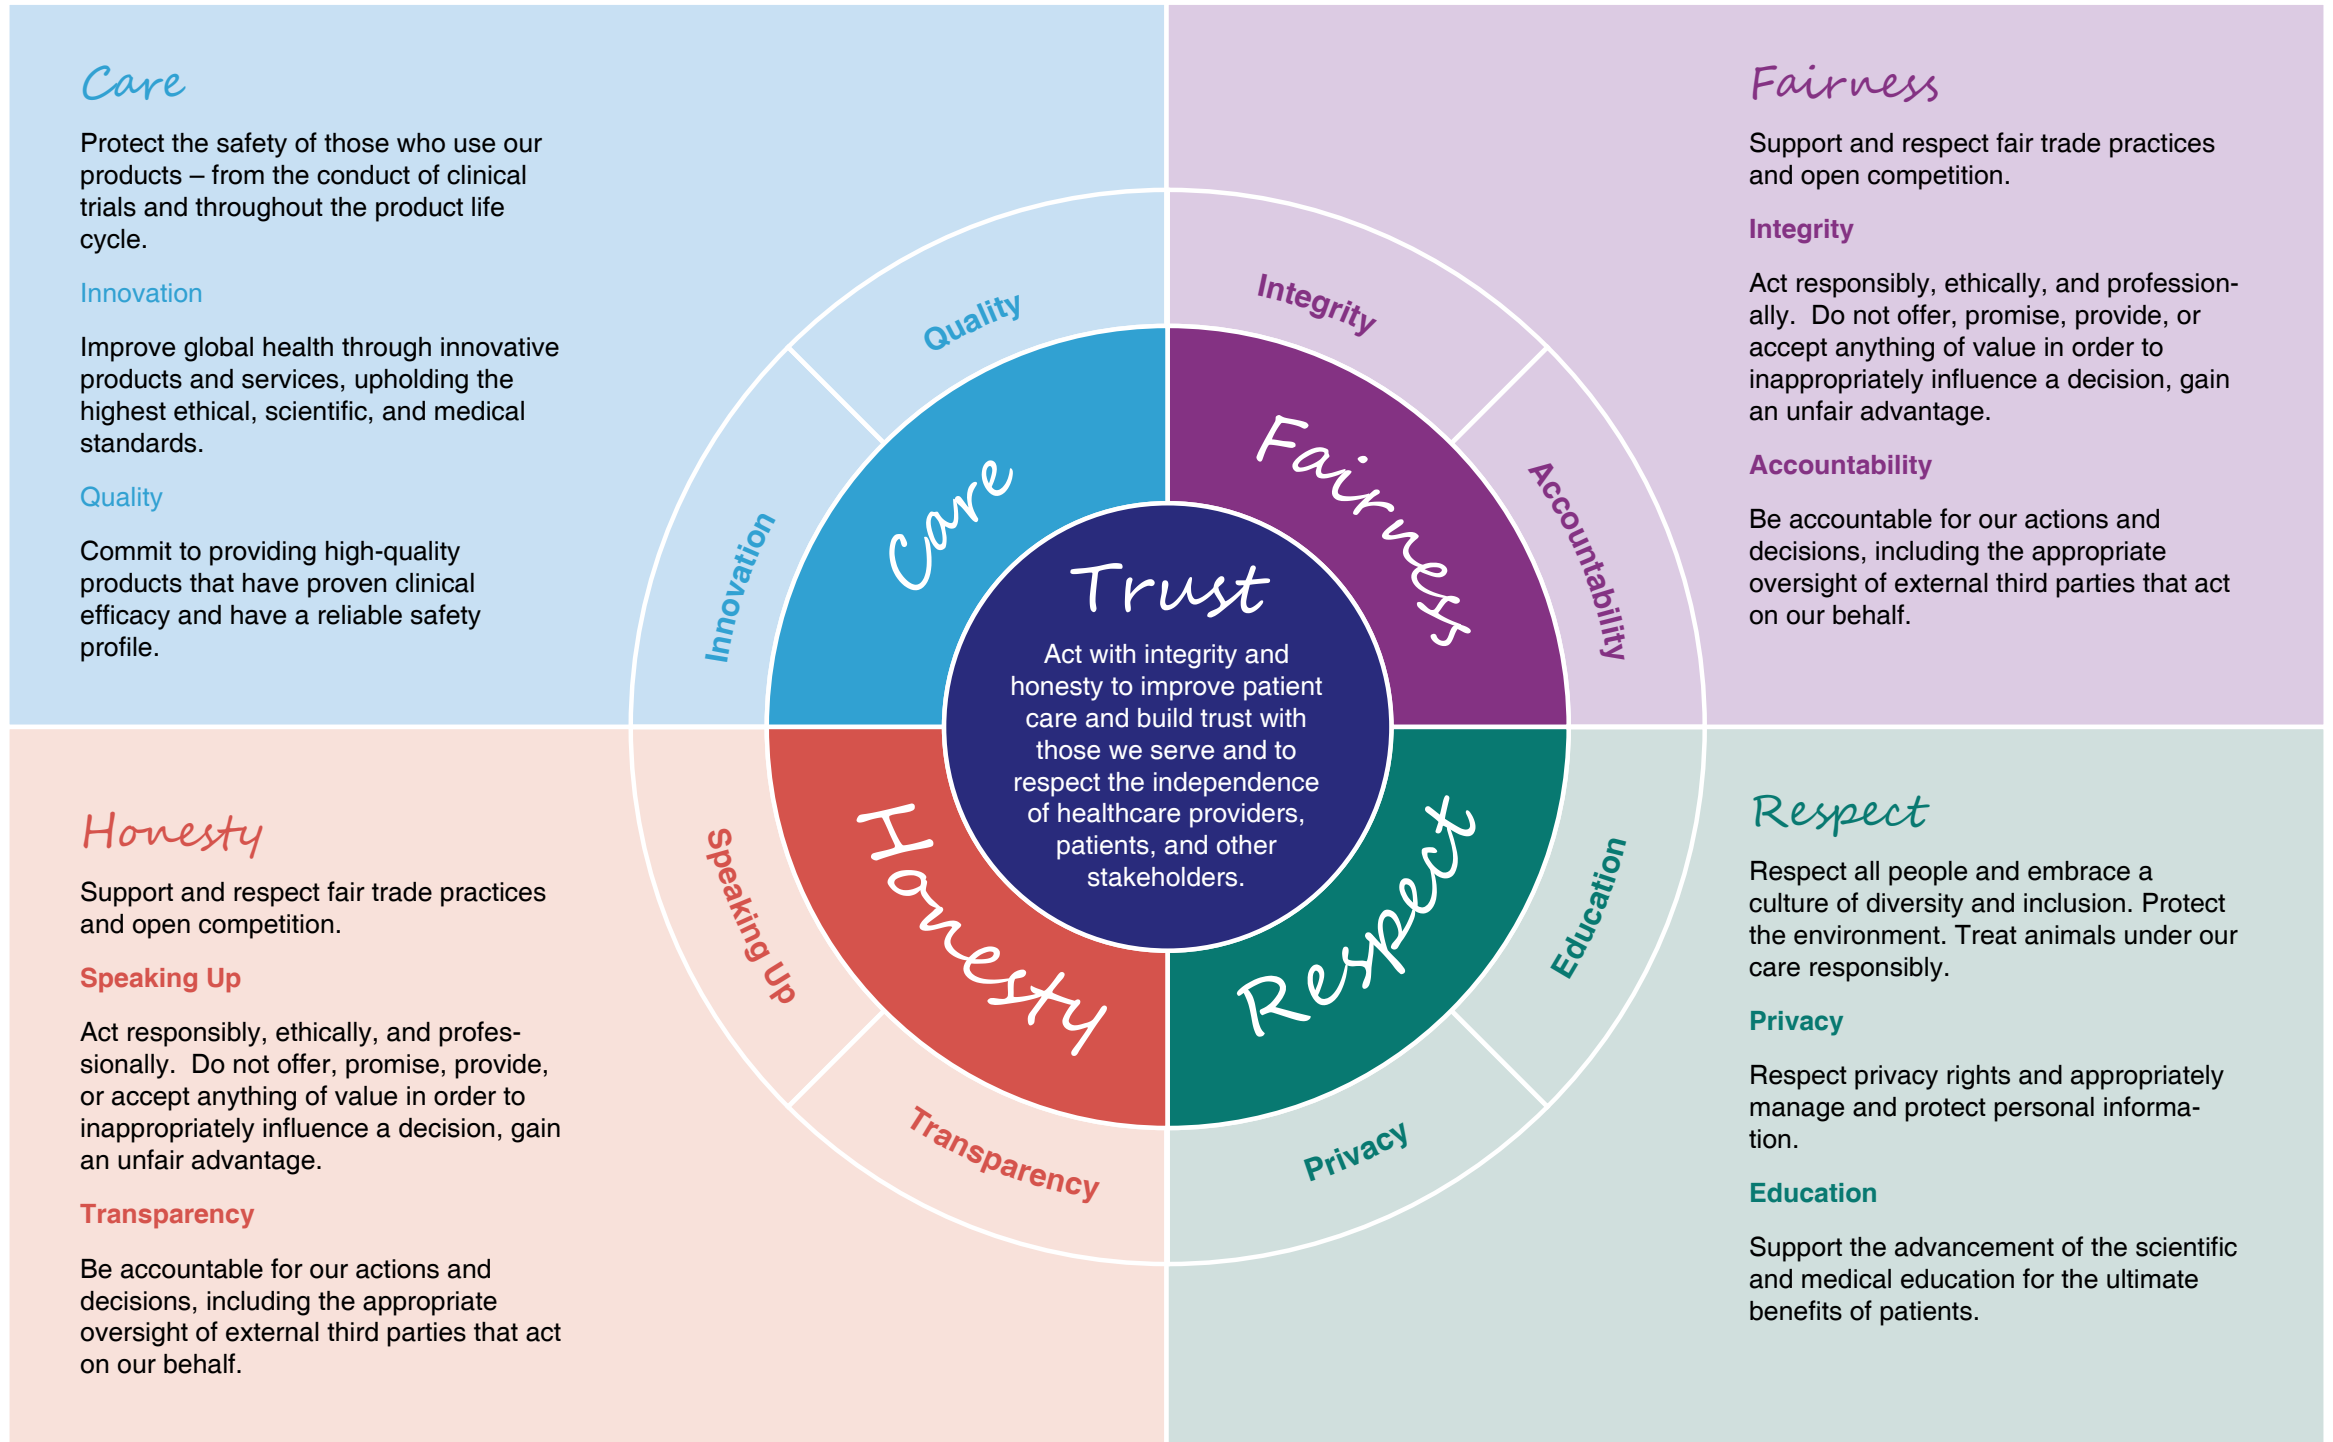 Care
Protect the safety of those who use our
products – from the conduct of clinical
trials and throughout the product life
cycle.
Innovation
Improve global health through innovative
products and services, upholding the
highest ethical, scientific, and medical
standards.
Quality
Commit to providing high-quality
products that have proven clinical
efficacy and have a reliable safety
profile.
Fairness
Support and respect fair trade practices
and open competition.
Integrity
Act responsibly, ethically, and profession-
ally.  Do not offer, promise, provide, or
accept anything of value in order to
inappropriately influence a decision, gain
an unfair advantage.
Accountability
Be accountable for our actions and
decisions, including the appropriate
oversight of external third parties that act
on our behalf.
Innovation
Quality
Integrity
Accountability
Care
Fairness
Trust
Act with integrity and
honesty to improve patient
care and build trust with
those we serve and to
respect the independence
of healthcare providers,
patients, and other
stakeholders.
Honesty
Respect
Speaking Up
Transparency
Privacy
Education
Honesty
Support and respect fair trade practices
and open competition.
Speaking Up
Act responsibly, ethically, and profes-
sionally.  Do not offer, promise, provide,
or accept anything of value in order to
inappropriately influence a decision, gain
an unfair advantage.
Transparency
Be accountable for our actions and
decisions, including the appropriate
oversight of external third parties that act
on our behalf.
Respect
Respect all people and embrace a
culture of diversity and inclusion. Protect
the environment. Treat animals under our
care responsibly.
Privacy
Respect privacy rights and appropriately
manage and protect personal informa-
tion.
Education
Support the advancement of the scientific
and medical education for the ultimate
benefits of patients.